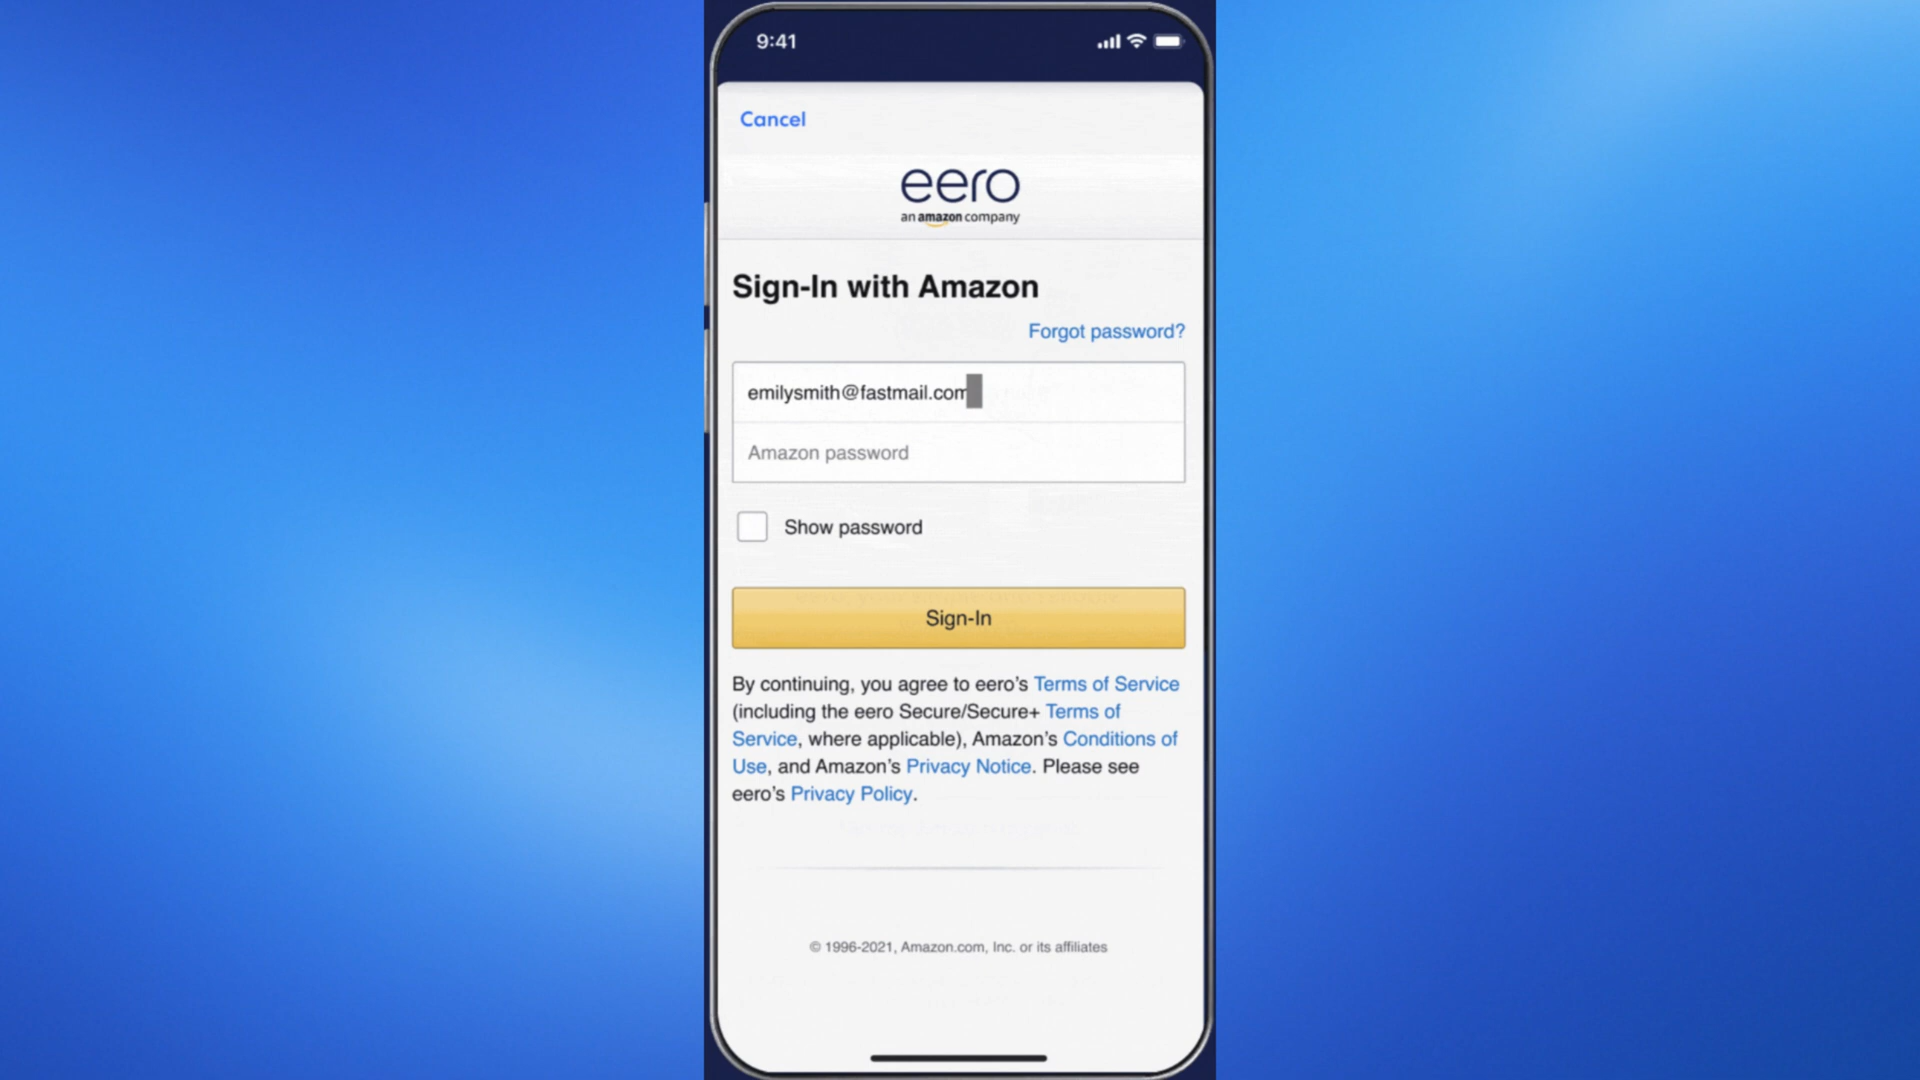 9:41
Cancel
eero
an amazon company
Sign-In with Amazon
Forgot password?
emilysmith@fastmail.com
Amazon password
Show password
Sign-In
By continuing, you agree to eero’s Terms of Service
(including the eero Secure/Secure+ Terms of
Service, where applicable), Amazon’s Conditions of
Use, and Amazon’s Privacy Notice. Please see
eero’s Privacy Policy.
© 1996-2021, Amazon.com, Inc. or its affiliates